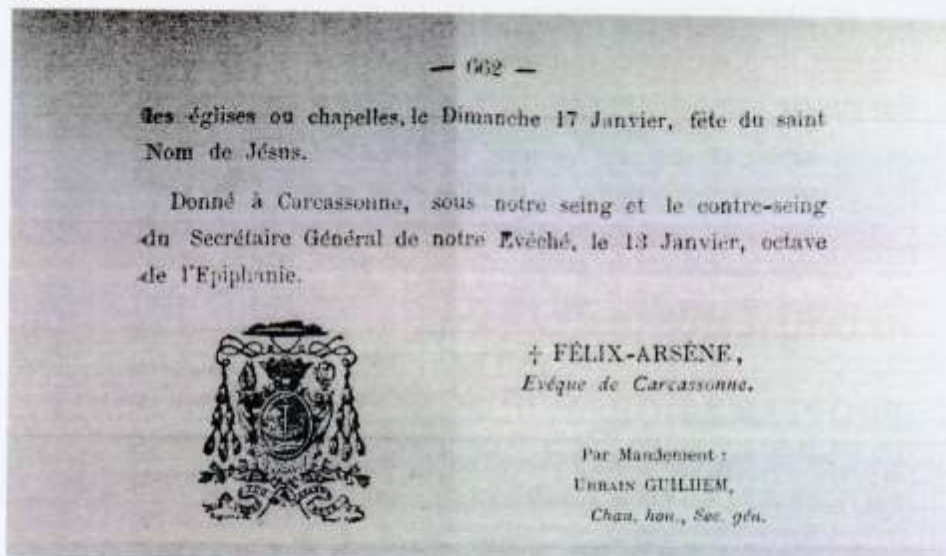 — 662 —
des églises ou chapelles, le Dimanche 17 Janvier, fête du saint
Nom de Jésus.
Donné à Carcassonne, sous notre seing et le contre-seing
du Secrétaire Général de notre Evêché, le 13 Janvier, octave
de l'Epiphanie.
† FÉLIX-ARSÈNE,
Evêque de Carcassonne.
Par Mandement :
URBAIN GUILHEM,
Chan. hon., Sec. gén.